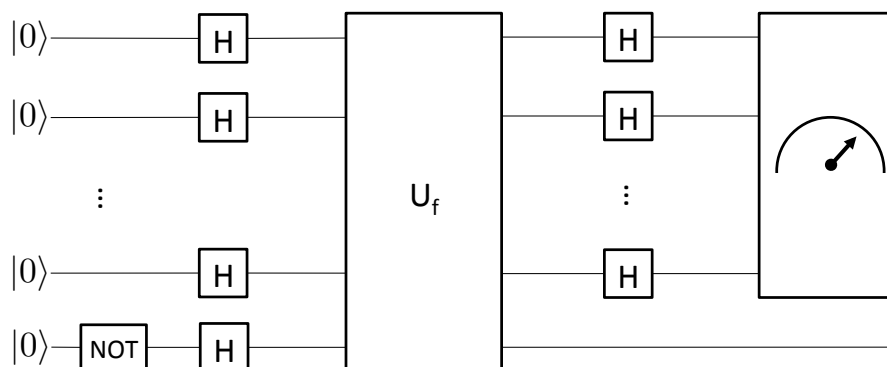 |0⟩ H H
|0⟩ H H
⋮ U_f ⋮
|0⟩ H H
|0⟩ NOT H